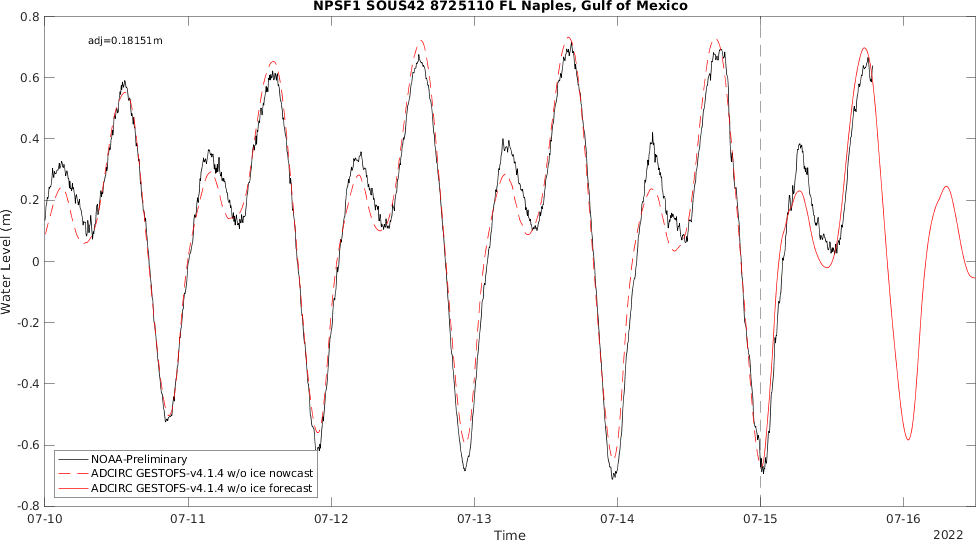 NPSF1 SOUS42 8725110 FL Naples, Gulf of Mexico
adj=0.18151m
0.8
0.6
0.4
0.2
0
-0.2
-0.4
-0.6
-0.8
Water Level (m)
NOAA-Preliminary
ADCIRC GESTOFS-v4.1.4 w/o ice nowcast
ADCIRC GESTOFS-v4.1.4 w/o ice forecast
07-10 07-11 07-12 07-13 07-14 07-15 07-16
Time
2022